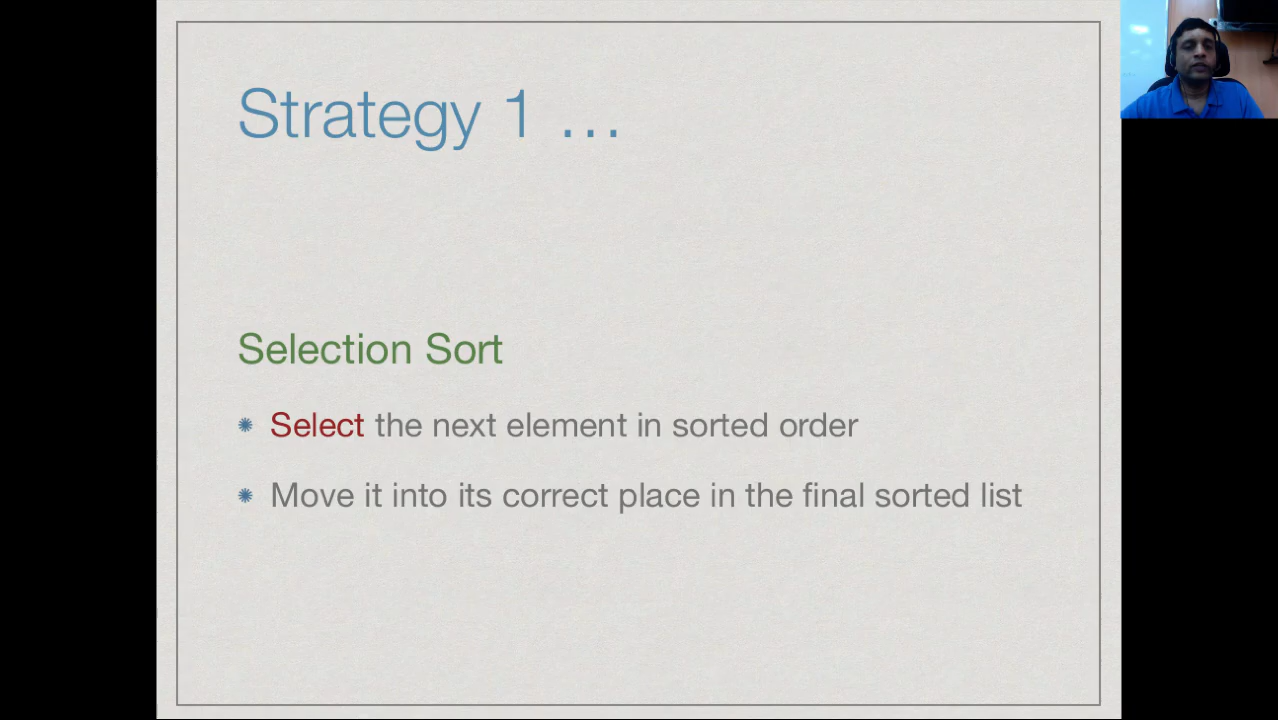 Strategy 1 …
Selection Sort
Select the next element in sorted order
Move it into its correct place in the final sorted list